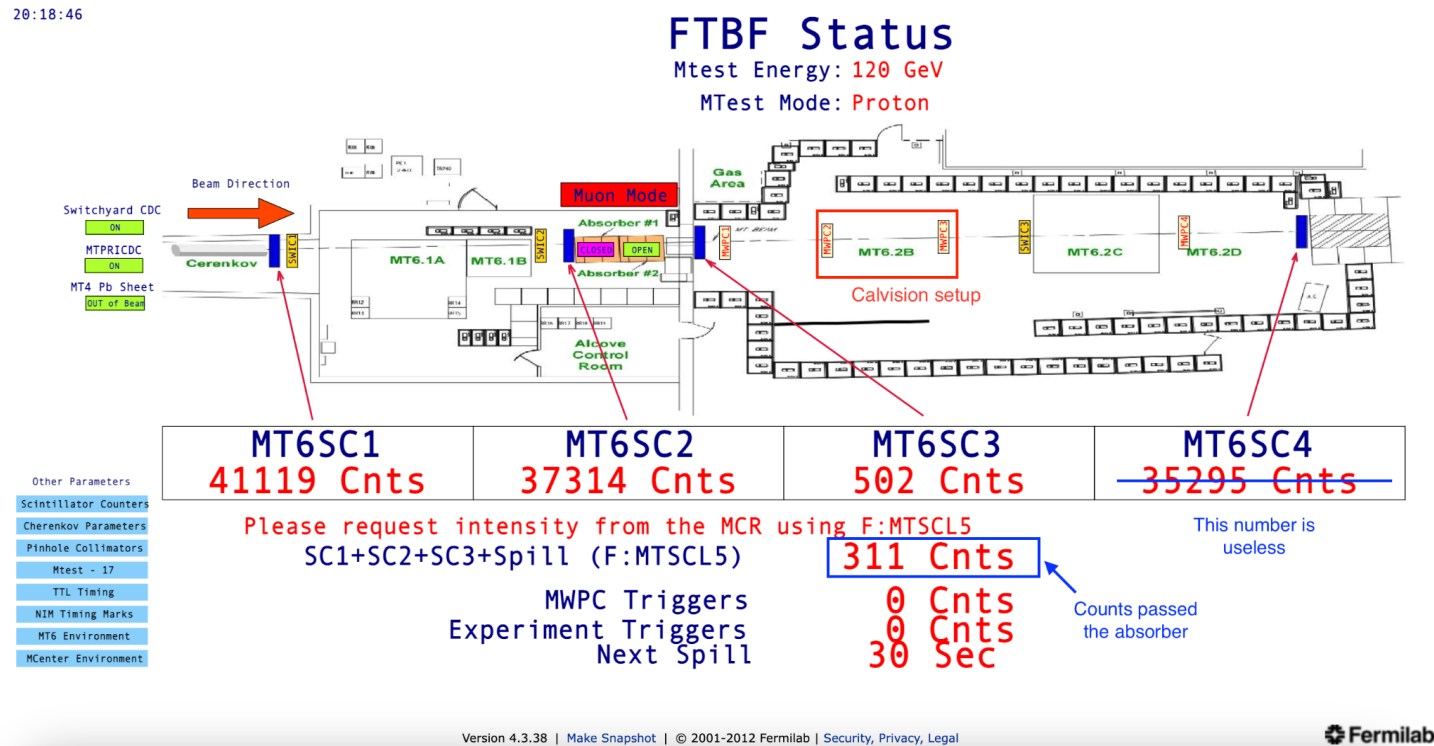 20:18:46
FTBF Status
Mtest Energy: 120 GeV
MTest Mode: Proton
Beam Direction
Switchyard CDC
ON
MTPRICDC
ON
MT4 Pb Sheet
OUT of Beam
Cerenkov
SWIC1
MT6.1A
MT6.1B
SWIC2
Muon Mode
Absorber #1
CLOSED
OPEN
Absorber #2
Alcove
Control
Room
Gas
Area
MT BEAM
MWPC1
MWPC2
MT6.2B
MWPC3
Calvision setup
SWIC3
MT6.2C
MWPC4
MT6.2D
MT6SC1
41119 Cnts
MT6SC2
37314 Cnts
MT6SC3
502 Cnts
MT6SC4
35295 Cnts
This number is
useless
Please request intensity from the MCR using F:MTSCL5
SC1+SC2+SC3+Spill (F:MTSCL5) 311 Cnts
MWPC Triggers 0 Cnts
Experiment Triggers 0 Cnts
Next Spill 30 Sec
Counts passed
the absorber
Other Parameters
Scintillator Counters
Cherenkov Parameters
Pinhole Collimators
Mtest - 17
TTL Timing
NIM Timing Marks
MT6 Environment
MCenter Environment
Version 4.3.38 | Make Snapshot | © 2001-2012 Fermilab | Security, Privacy, Legal
Fermilab